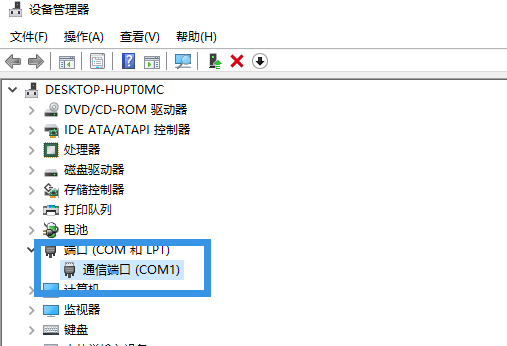 设备管理器
文件(F) 操作(A) 查看(V) 帮助(H)
DESKTOP-HUPT0MC
DVD/CD-ROM 驱动器
IDE ATA/ATAPI 控制器
处理器
磁盘驱动器
存储控制器
打印队列
电池
端口 (COM 和 LPT)
通信端口 (COM1)
计算机
监视器
键盘